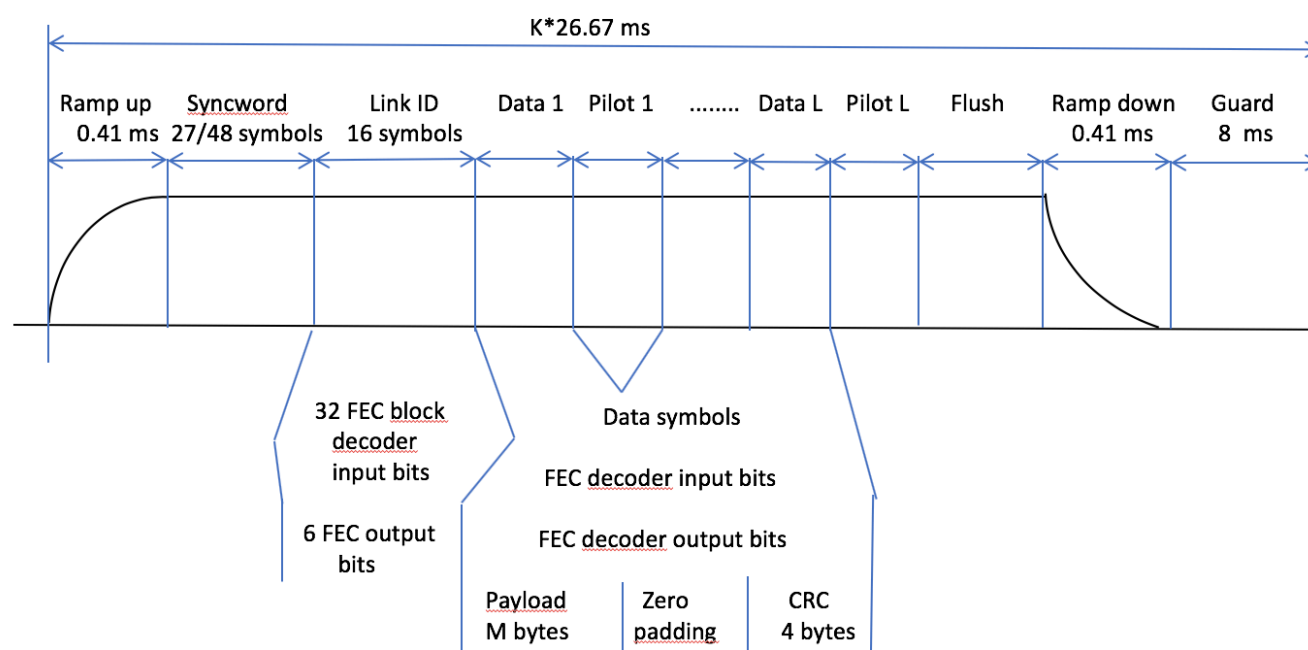 K*26.67 ms
Ramp up Syncword Link ID Data 1 Pilot 1 ........ Data L Pilot L Flush Ramp down Guard
0.41 ms 27/48 symbols 16 symbols 0.41 ms 8 ms
32 FEC block
decoder
input bits
Data symbols
FEC decoder input bits
6 FEC output
bits
FEC decoder output bits
Payload Zero CRC
M bytes padding 4 bytes